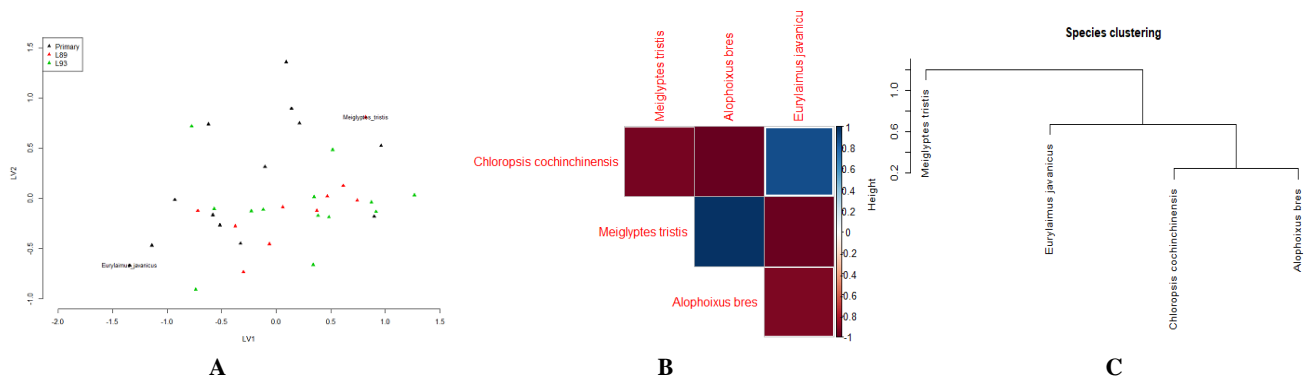 Primary
L89
L93
1.5
1.0
0.5
0.0
-0.5
-1.0
LV2
Meiglyptes_tristis
Eurylaimus_javanicus
-2.0 -1.5 -1.0 -0.5 0.0 0.5 1.0 1.5
LV1
A
Meiglyptes tristis
Alophoixus bres
Eurylaimus javanicu
Chloropsis cochinchinensis
Meiglyptes tristis
Alophoixus bres
1
0.8
0.6
0.4
0.2
0
-0.2
-0.4
-0.6
-0.8
-1
B
Species clustering
Height
1.0
0.6
0.2
Meiglyptes tristis
Eurylaimus javanicus
Chloropsis cochinchinensis
Alophoixus bres
C